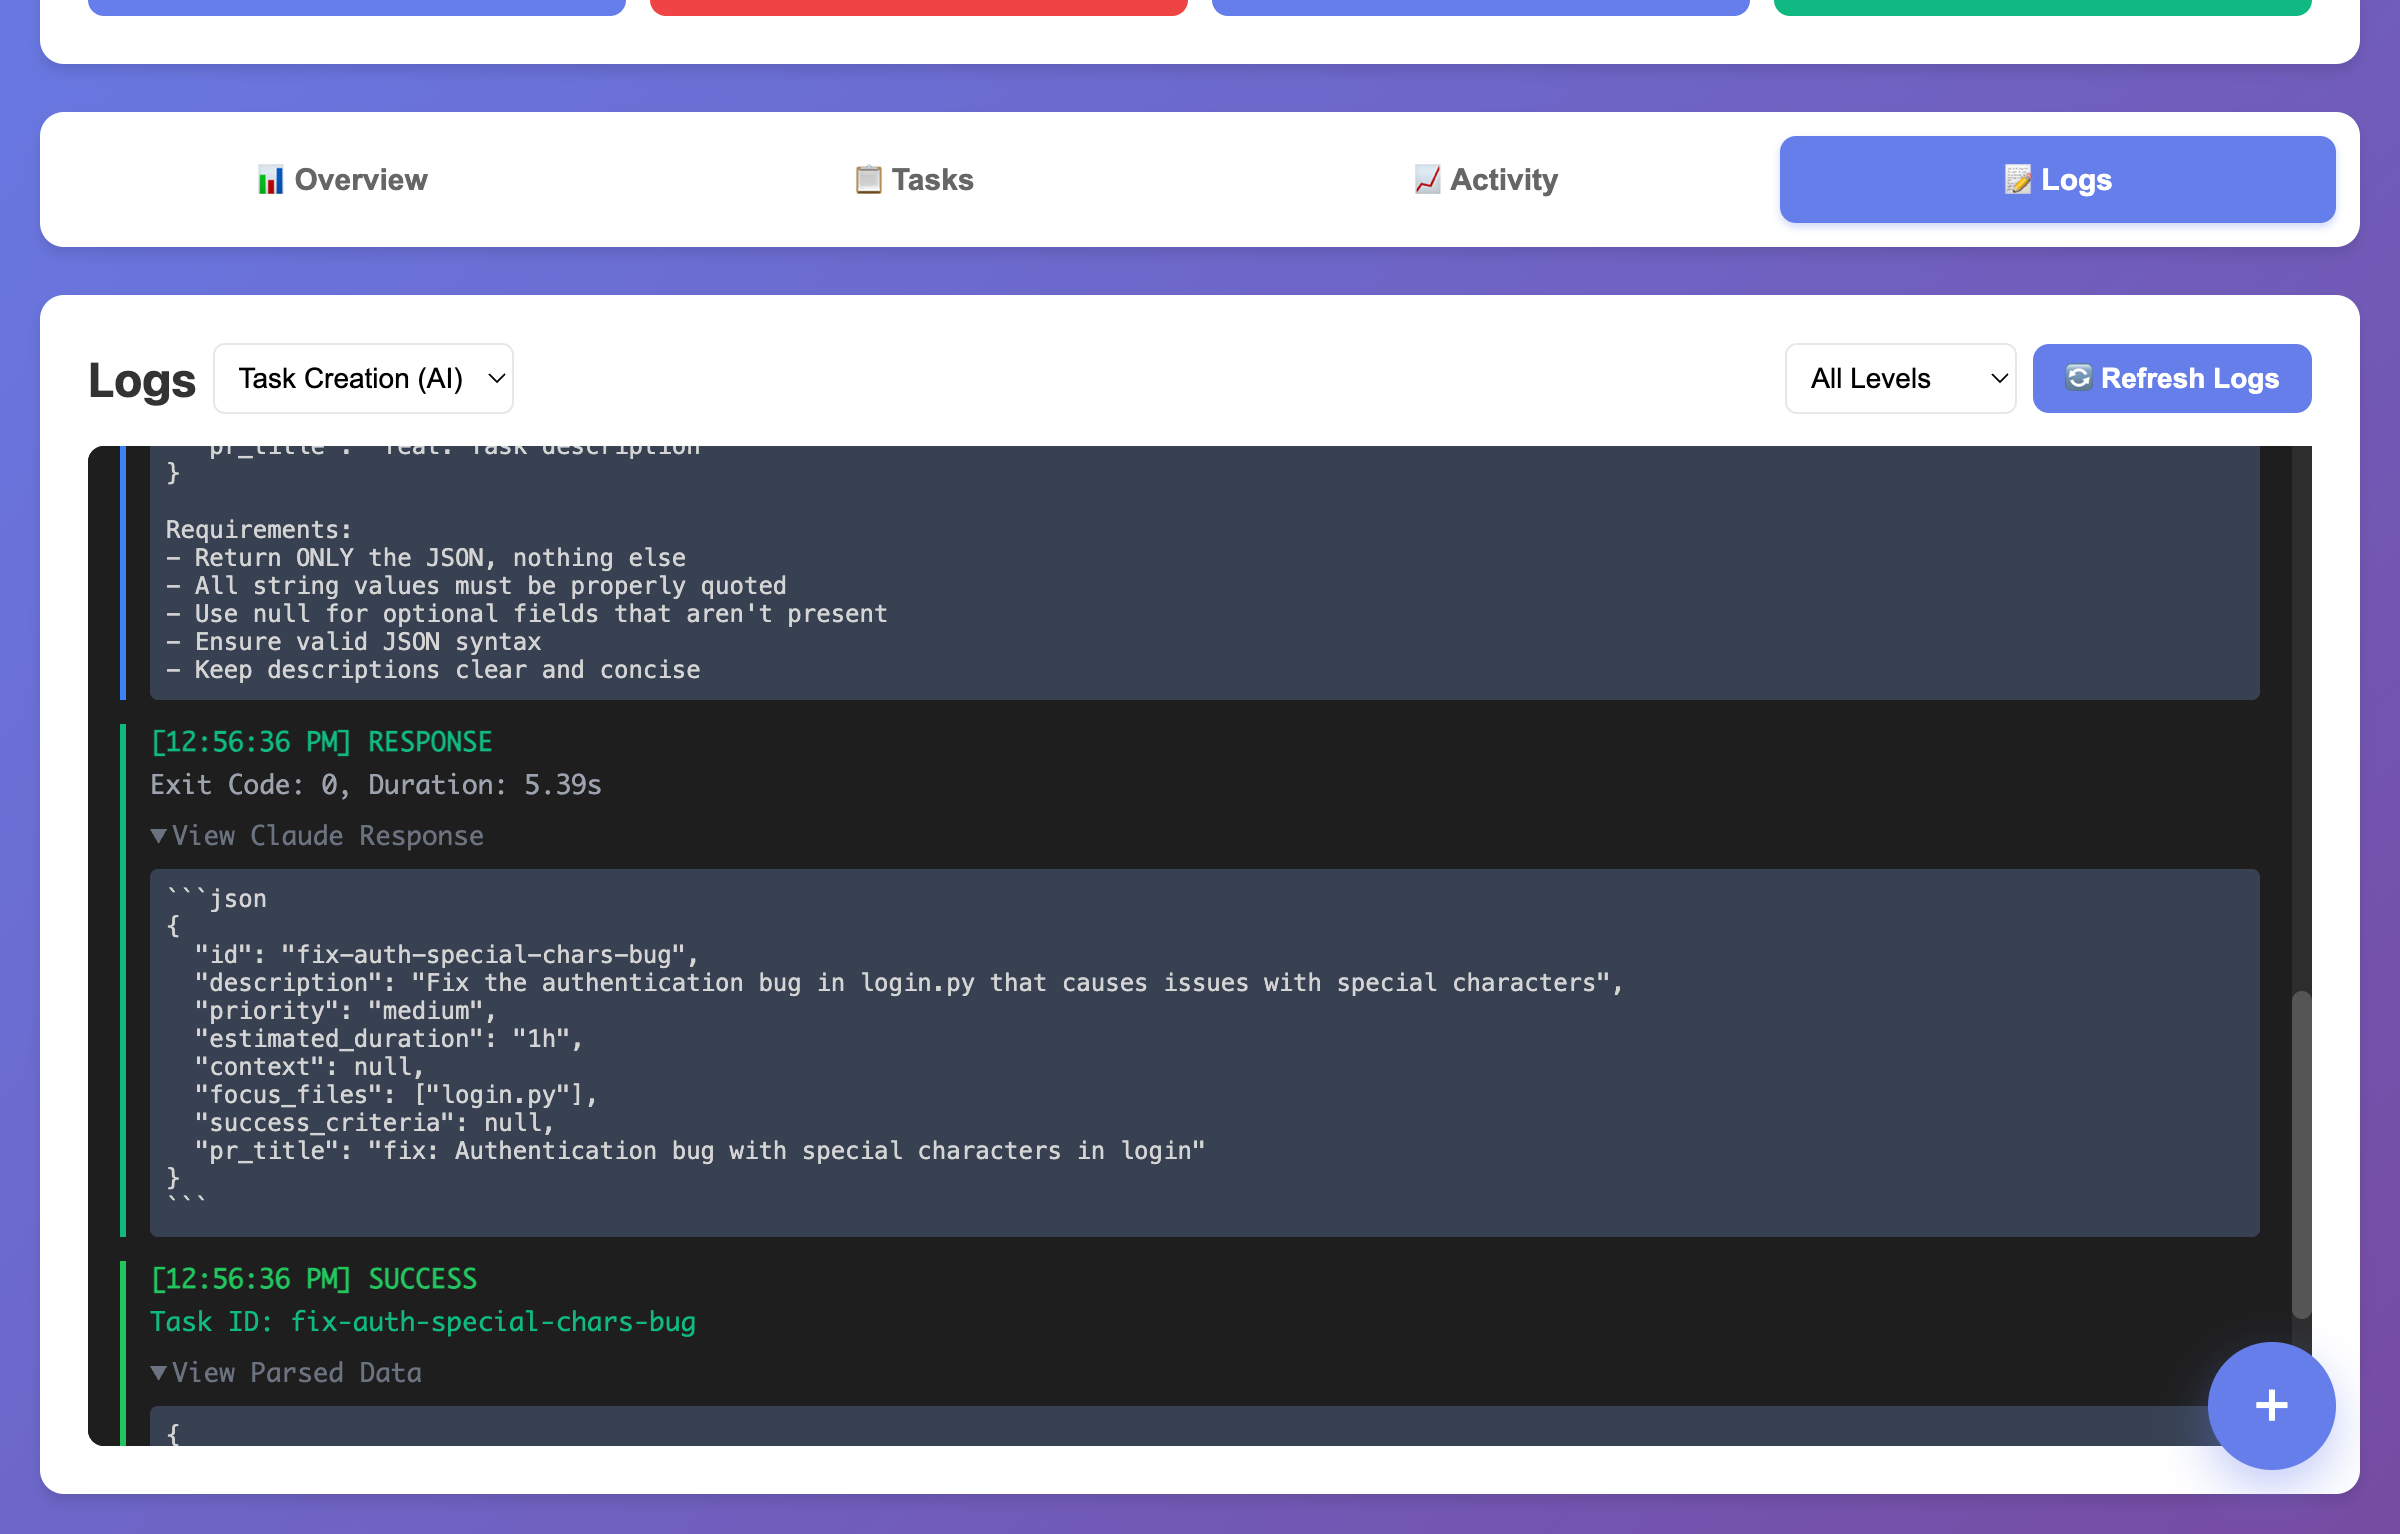 Overview
Tasks
Activity
Logs
Logs
Task Creation (AI)
All Levels
Refresh Logs
pr_title": "feat: Task description
}
Requirements:
- Return ONLY the JSON, nothing else
- All string values must be properly quoted
- Use null for optional fields that aren't present
- Ensure valid JSON syntax
- Keep descriptions clear and concise
[12:56:36 PM] RESPONSE
Exit Code: 0, Duration: 5.39s
▼View Claude Response
```json
{
  "id": "fix-auth-special-chars-bug",
  "description": "Fix the authentication bug in login.py that causes issues with special characters",
  "priority": "medium",
  "estimated_duration": "1h",
  "context": null,
  "focus_files": ["login.py"],
  "success_criteria": null,
  "pr_title": "fix: Authentication bug with special characters in login"
}
```
[12:56:36 PM] SUCCESS
Task ID: fix-auth-special-chars-bug
▼View Parsed Data
{
+